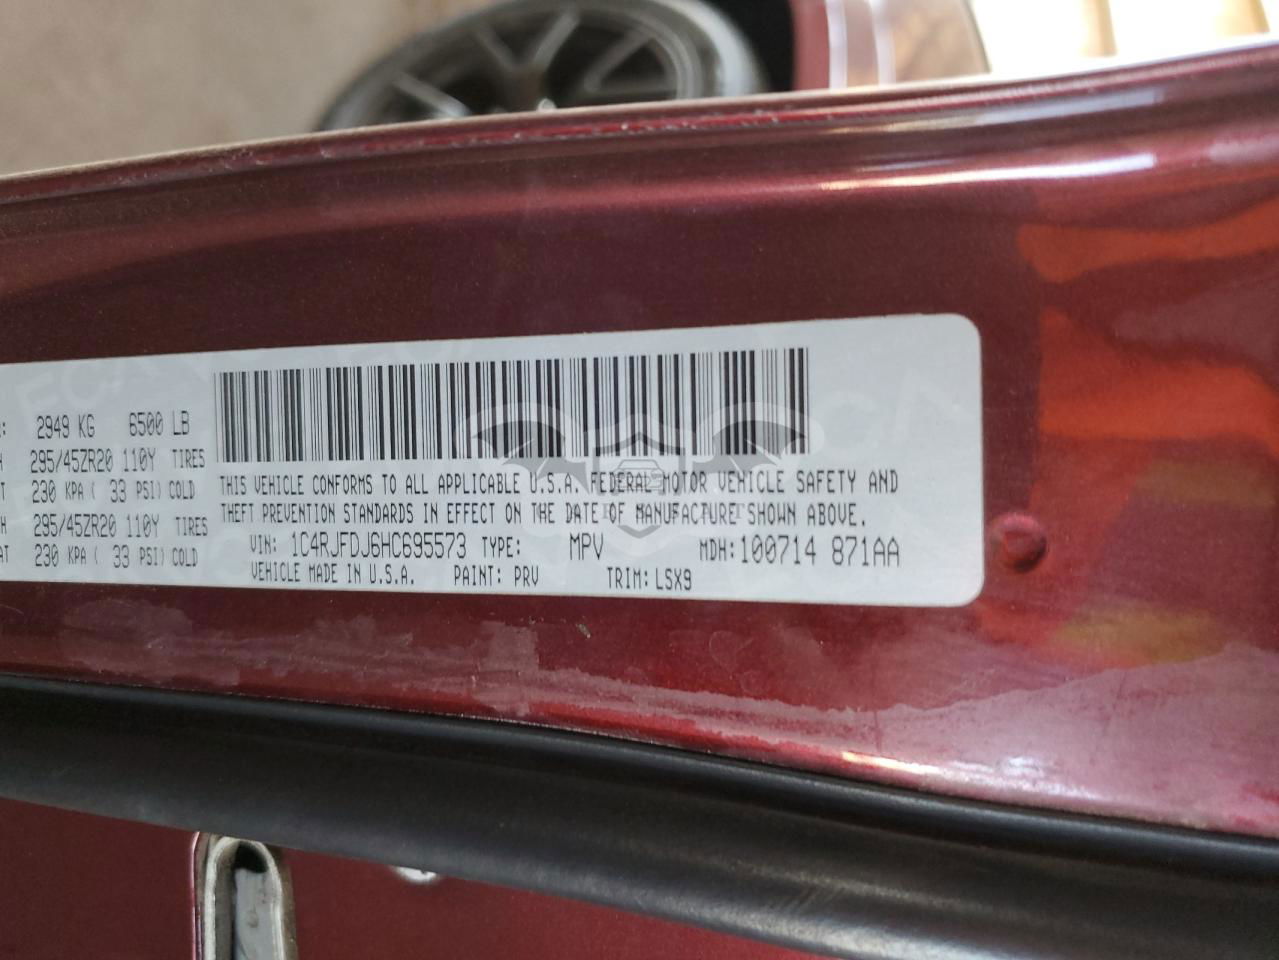 2949 KG 6500 LB
295/45ZR20 110Y TIRES
230 KPA ( 33 PSI) COLD
295/45ZR20 110Y TIRES
230 KPA ( 33 PSI) COLD
THIS VEHICLE CONFORMS TO ALL APPLICABLE U.S.A. FEDERAL MOTOR VEHICLE SAFETY AND
THEFT PREVENTION STANDARDS IN EFFECT ON THE DATE OF MANUFACTURE SHOWN ABOVE.
VIN: 1C4RJFDJ6HC695573 TYPE: MPV MDH:100714 871AA
VEHICLE MADE IN U.S.A. PAINT: PRV TRIM: LSX9